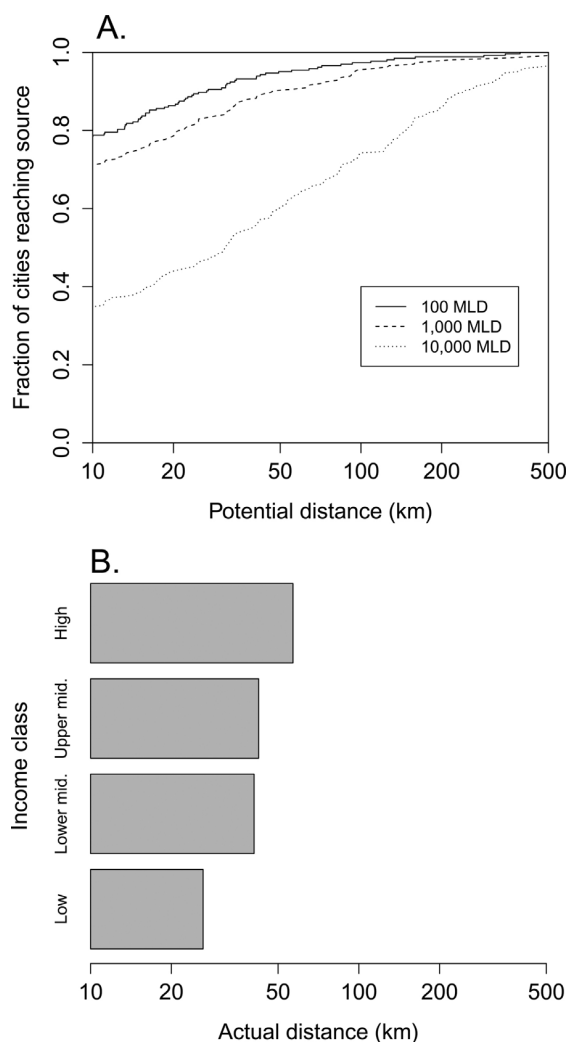 A.
Fraction of cities reaching source
1.0
0.8
0.6
0.4
0.2
0.0
100 MLD
1,000 MLD
10,000 MLD
10 20 50 100 200 500
Potential distance (km)
B.
Income class
High
Upper mid.
Lower mid.
Low
10 20 50 100 200 500
Actual distance (km)